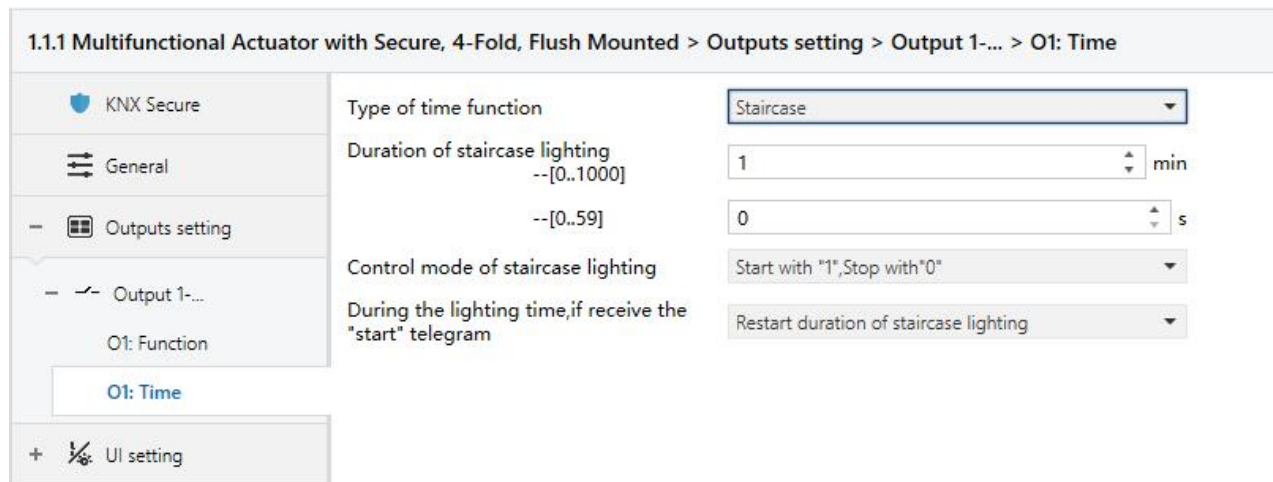 1.1.1 Multifunctional Actuator with Secure, 4-Fold, Flush Mounted > Outputs setting > Output 1-... > O1: Time
KNX Secure
General
Outputs setting
Output 1-...
O1: Function
O1: Time
UI setting
Type of time function
Staircase
Duration of staircase lighting
--[0..1000]
1
min
--[0..59]
0
s
Control mode of staircase lighting
Start with "1",Stop with"0"
During the lighting time,if receive the
"start" telegram
Restart duration of staircase lighting